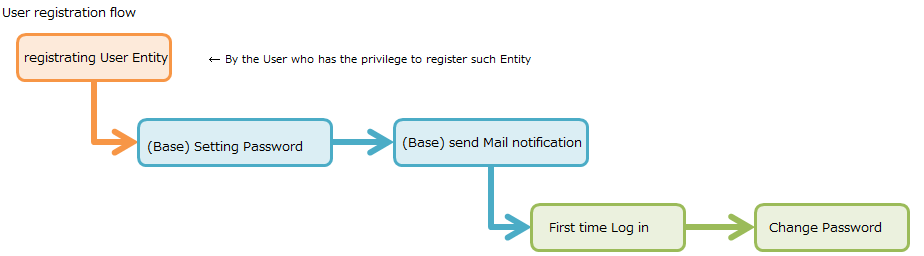 User registration flow
registrating User Entity
← By the User who has the privilege to register such Entity
(Base) Setting Password
(Base) send Mail notification
First time Log in
Change Password